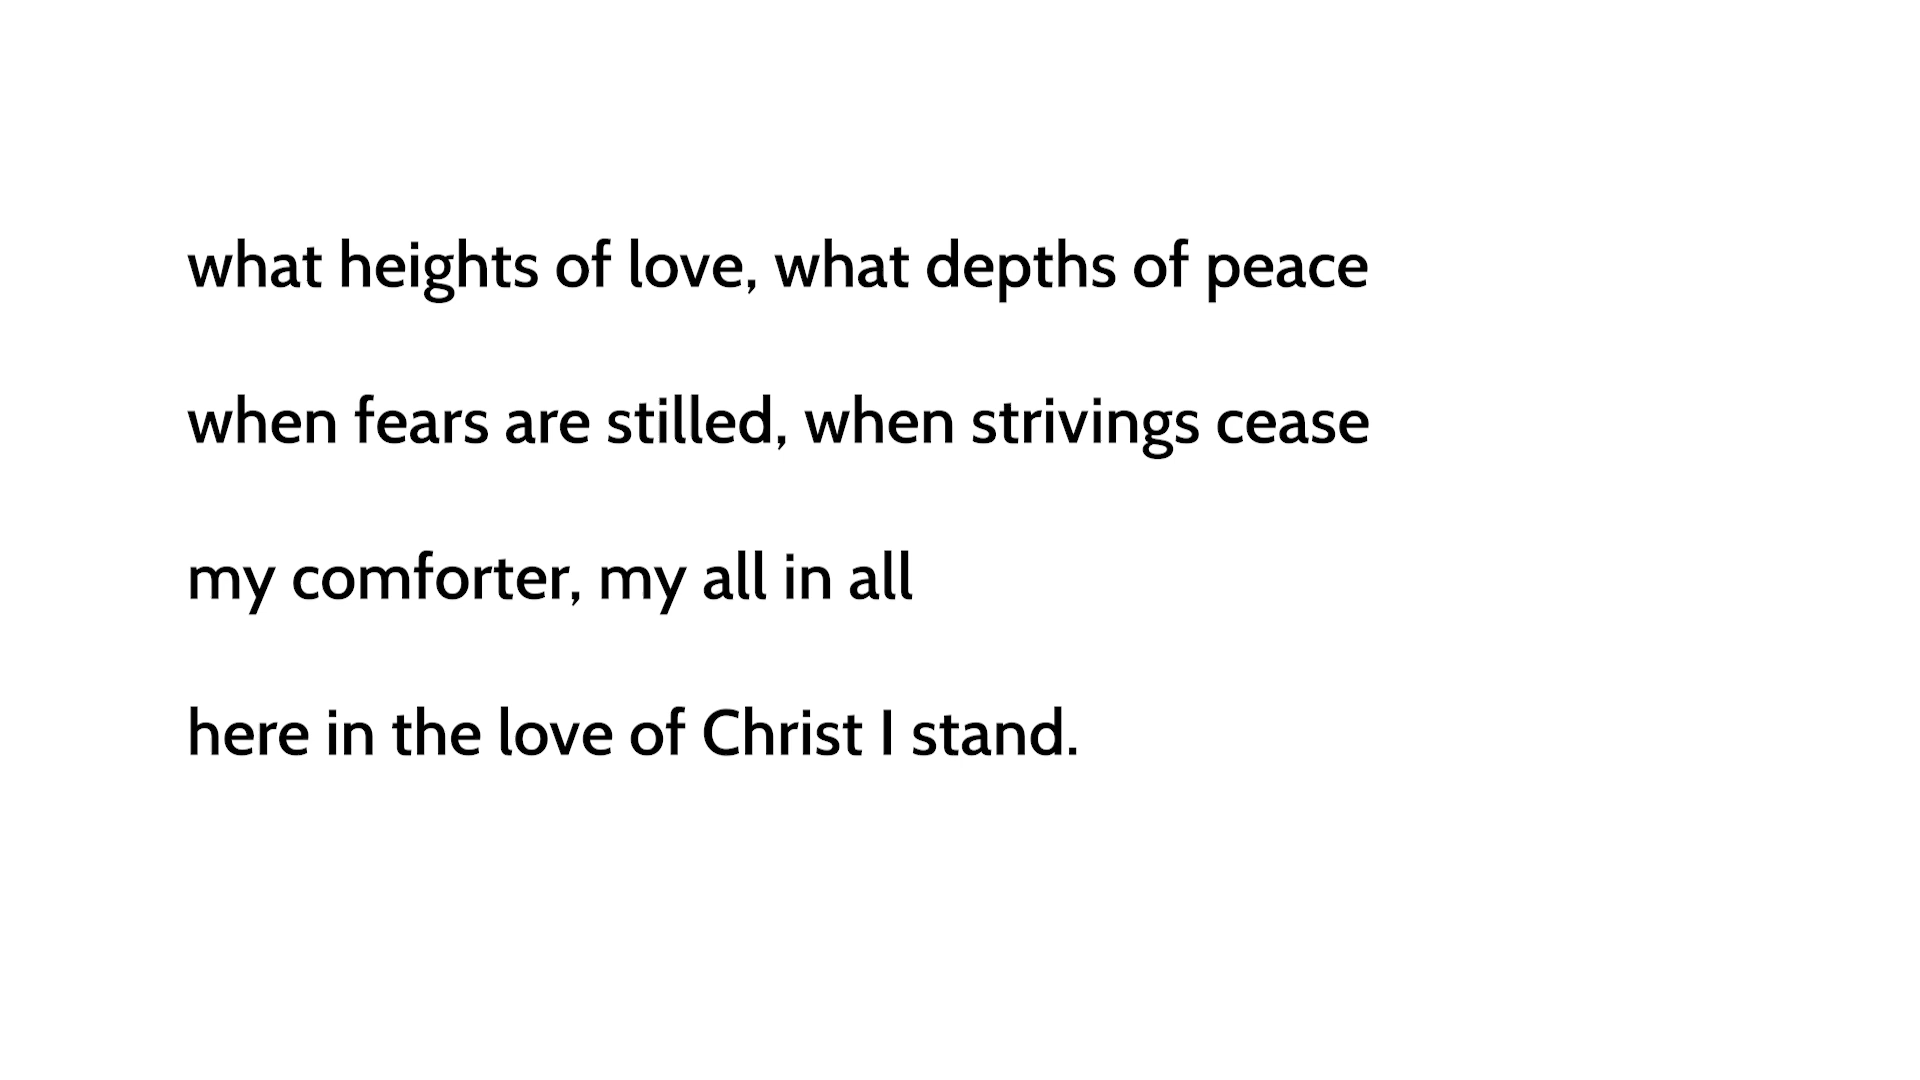 what heights of love, what depths of peace
when fears are stilled, when strivings cease
my comforter, my all in all
here in the love of Christ I stand.